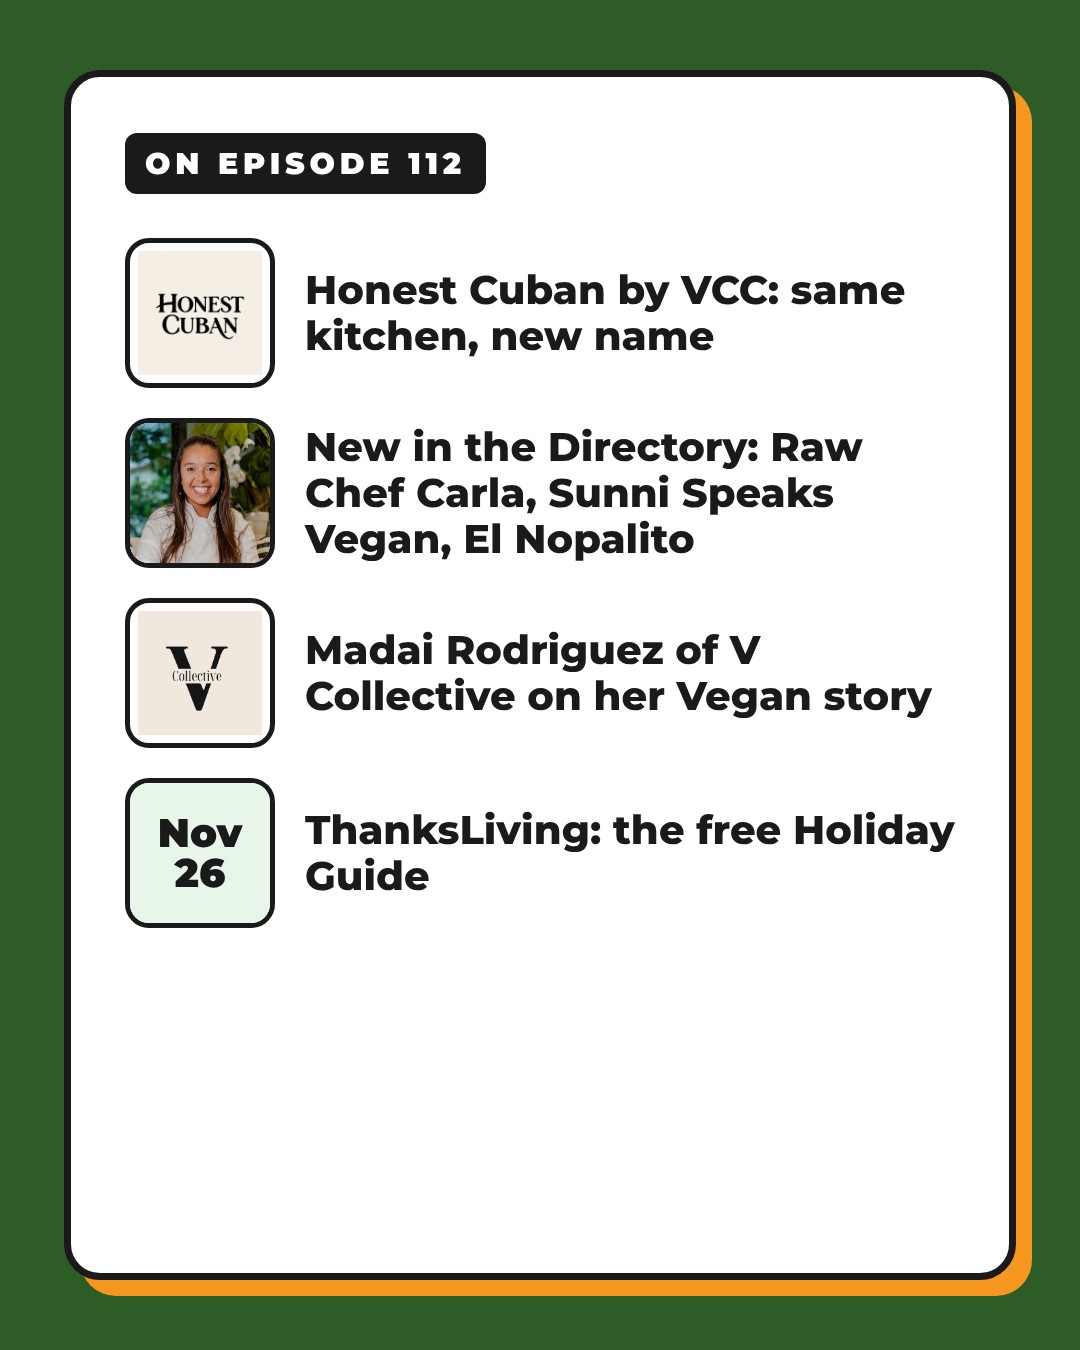 ON EPISODE 112
HONEST
CUBAN
Honest Cuban by VCC: same
kitchen, new name
New in the Directory: Raw
Chef Carla, Sunni Speaks
Vegan, El Nopalito
V
Collective
Madai Rodriguez of V
Collective on her Vegan story
Nov
26
ThanksLiving: the free Holiday
Guide